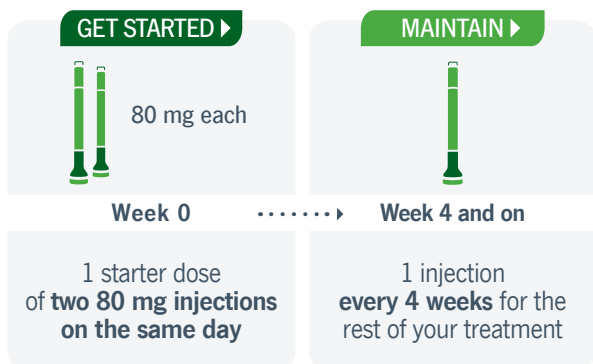 GET STARTED
MAINTAIN
80 mg each
Week 0
Week 4 and on
1 starter dose
of two 80 mg injections
on the same day
1 injection
every 4 weeks for the
rest of your treatment